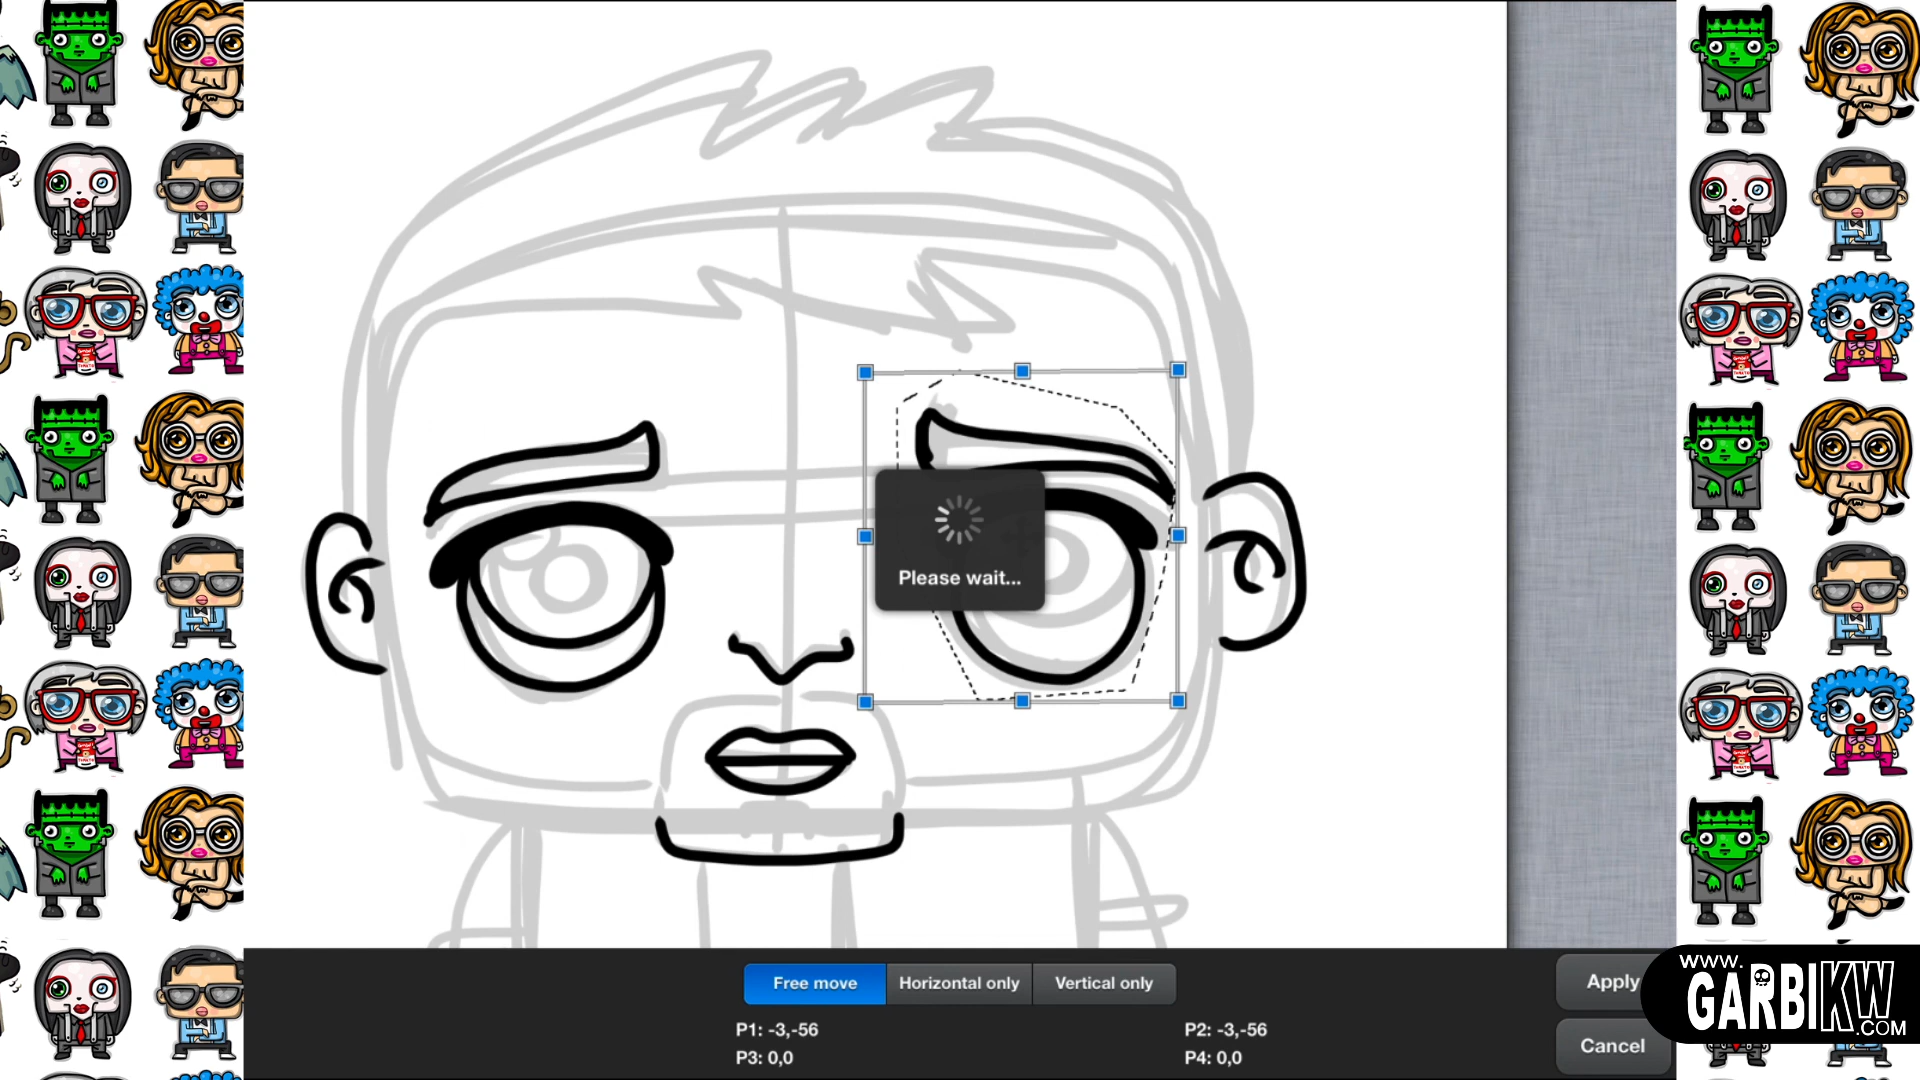 Please wait...
Free move
Horizontal only
Vertical only
Apply
P1: -3,-56
P2: -3,-56
P3: 0,0
P4: 0,0
Cancel
www.
GARBIKW
.COM